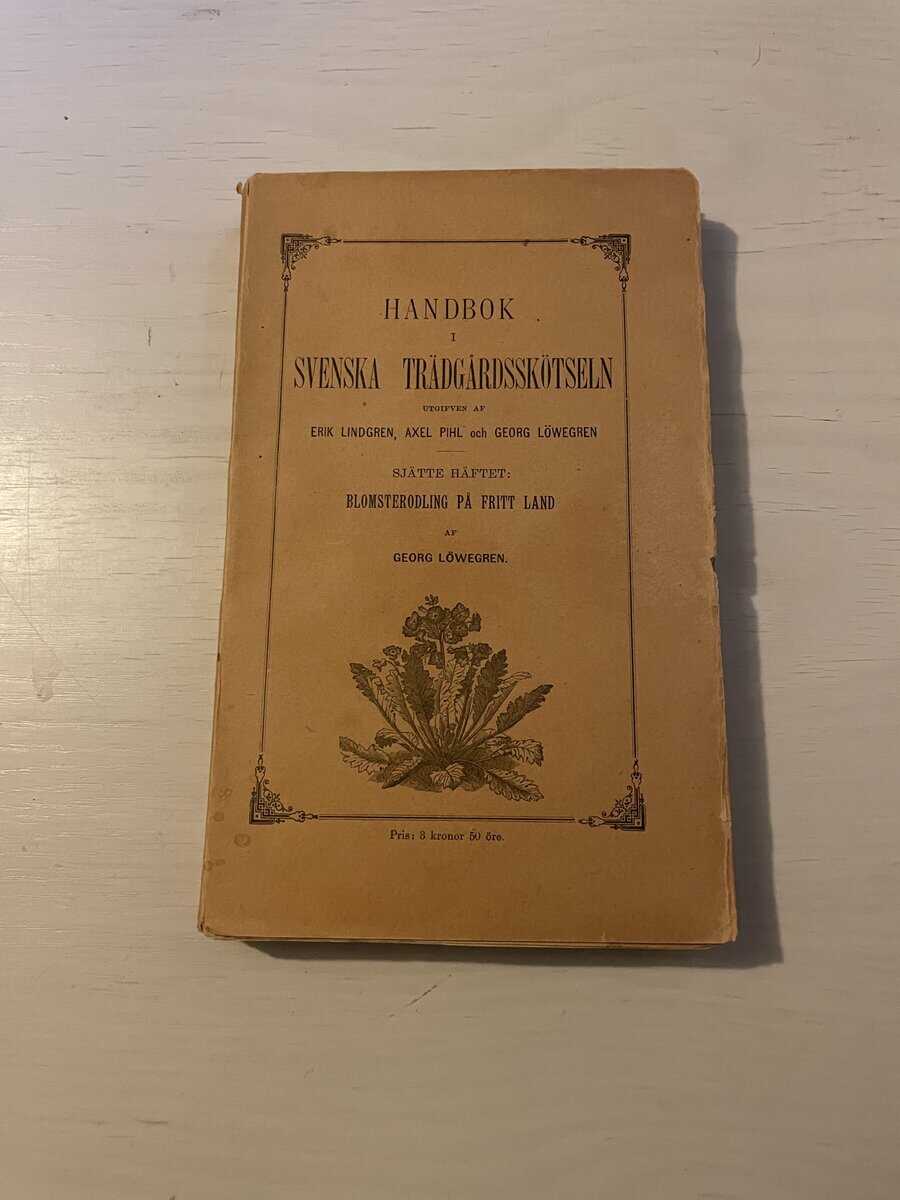 HANDBOK
I
SVENSKA TRÄDGÅRDSSKÖTSELN
UTGIFVEN AF
ERIK LINDGREN, AXEL PIHL och GEORG LÖWEGREN
SJÄTTE HÄFTET:
BLOMSTERODLING PÅ FRITT LAND
AF
GEORG LÖWEGREN.
Pris: 3 kronor 50 öre.